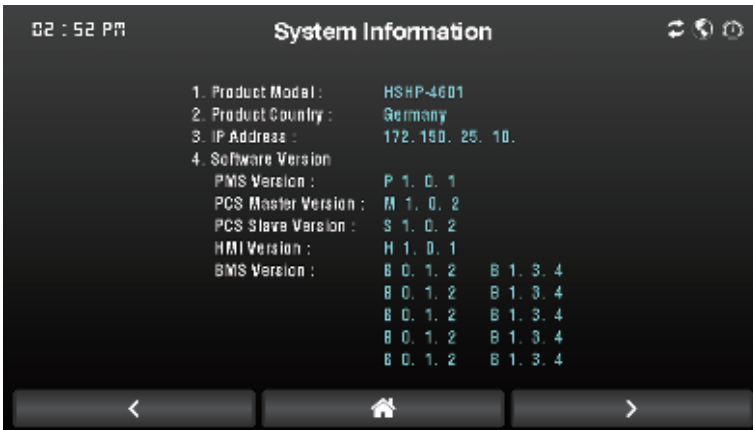 02 : 52 PM
System Information
1. Product Model : HSHP-4601
2. Product Country : Germany
3. IP Address : 172. 150. 25. 10.
4. Software Version
PMS Version : P 1. 0. 1
PCS Master Version : M 1. 0. 2
PCS Slave Version : S 1. 0. 2
HMI Version : H 1. 0. 1
BMS Version : B 0. 1. 2 B 1. 3. 4
B 0. 1. 2 B 1. 3. 4
B 0. 1. 2 B 1. 3. 4
B 0. 1. 2 B 1. 3. 4
B 0. 1. 2 B 1. 3. 4